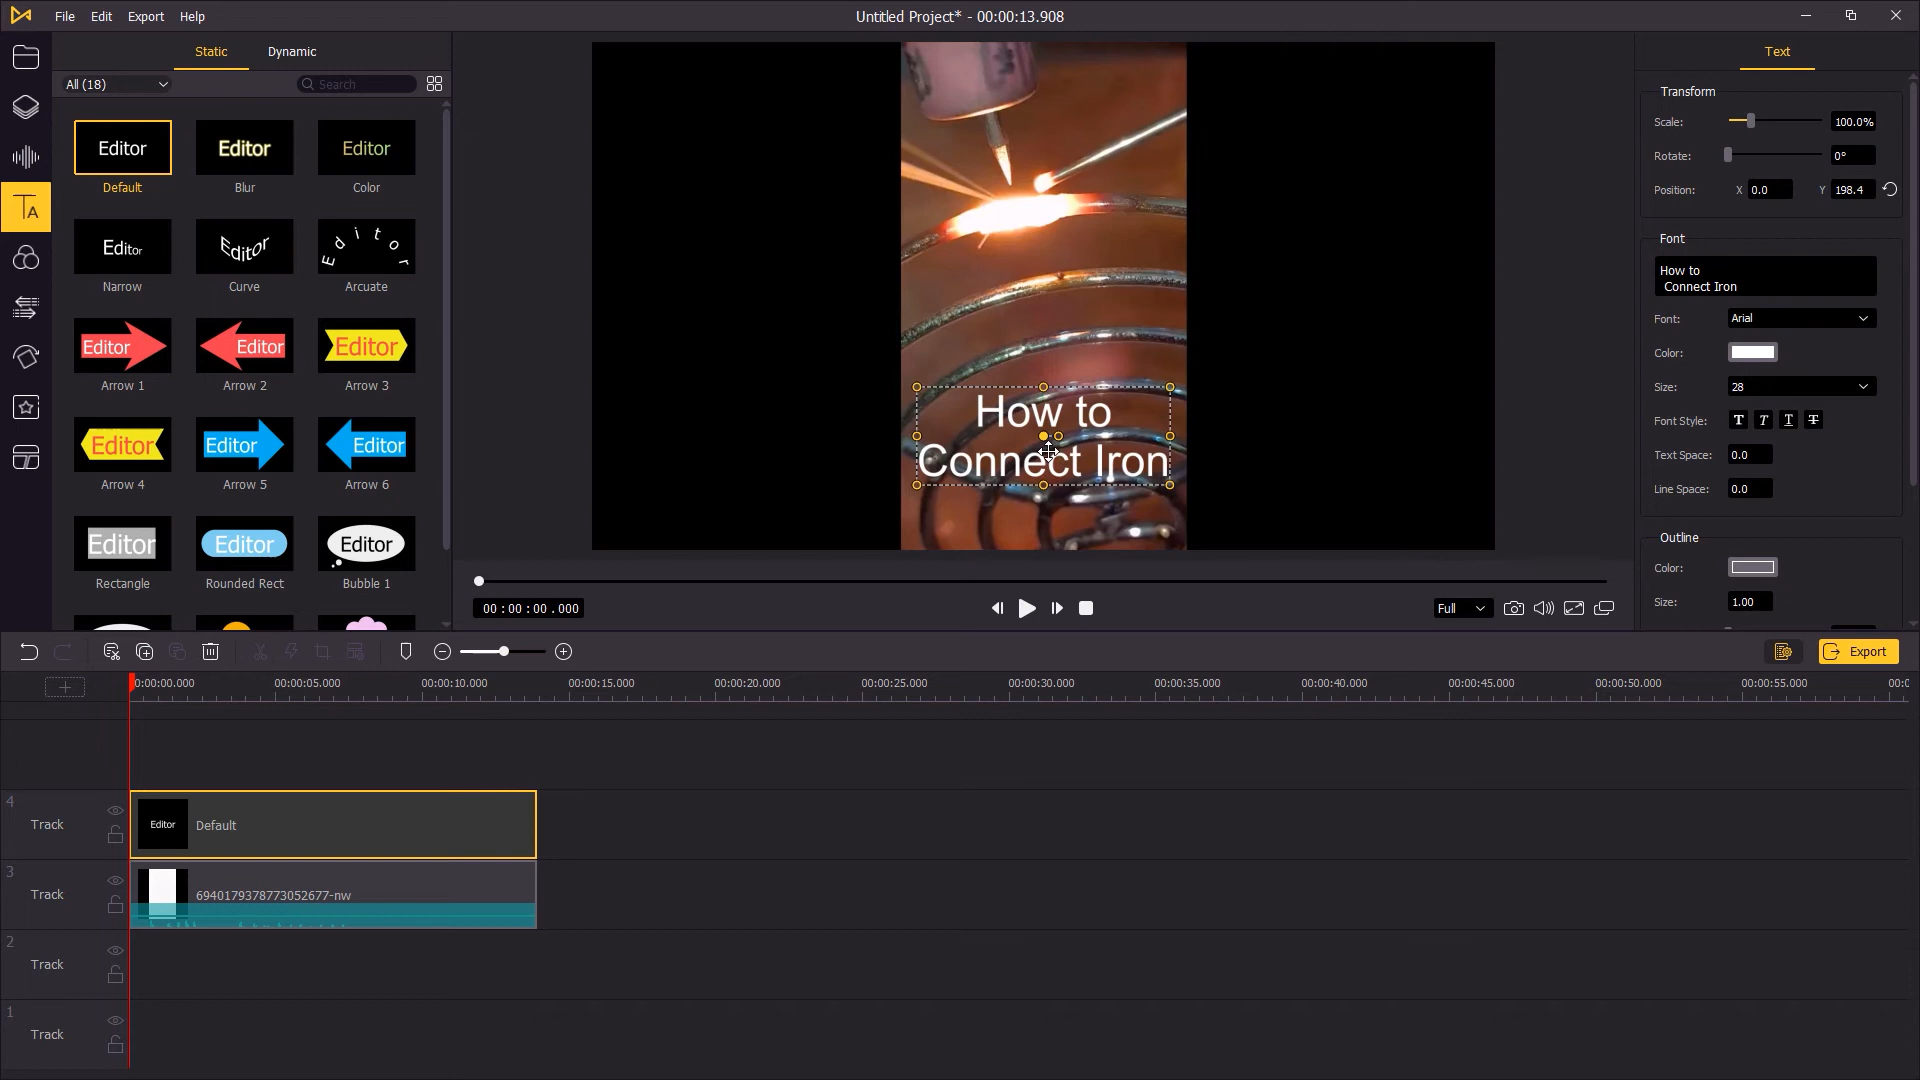 File Edit Export Help
Untitled Project* - 00:00:13.908
Static Dynamic
All (18)
Search
Editor
Default
Editor
Blur
Editor
Color
Editor
Narrow
Editor
Curve
Editor
Arcuate
Editor
Arrow 1
Editor
Arrow 2
Editor
Arrow 3
Editor
Arrow 4
Editor
Arrow 5
Editor
Arrow 6
Editor
Rectangle
Editor
Rounded Rect
Editor
Bubble 1
How to
Connect Iron
00:00:00.000
Full
Text
Transform
Scale: 100.0%
Rotate: 0°
Position: X 0.0 Y 198.4
Font
How to
Connect Iron
Font: Arial
Color:
Size: 28
Font Style: T T T T
Text Space: 0.0
Line Space: 0.0
Outline
Color:
Size: 1.00
Export
0:00:00.000 00:00:05.000 00:00:10.000 00:00:15.000 00:00:20.000 00:00:25.000 00:00:30.000 00:00:35.000 00:00:40.000 00:00:45.000 00:00:50.000 00:00:55.000
4 Track Editor Default
3 Track 6940179378773052677-nw
2 Track
1 Track